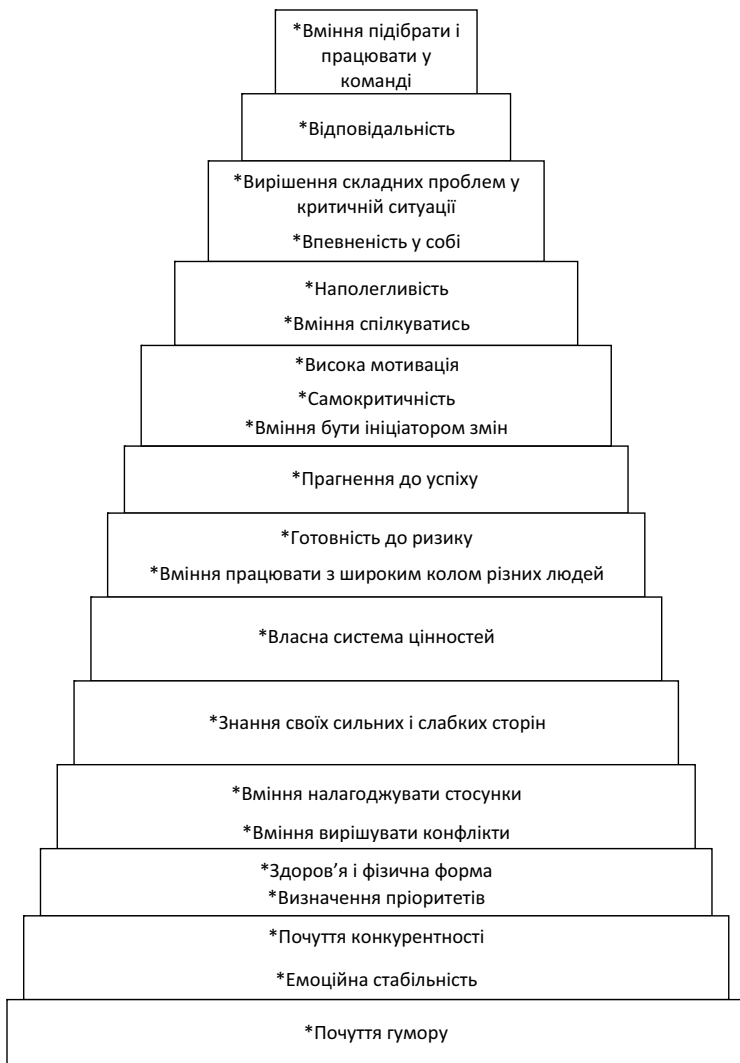 *Вміння підібрати і
працювати у
команді
*Відповідальність
*Вирішення складних проблем у
критичній ситуації
*Впевненість у собі
*Наполегливість
*Вміння спілкуватись
*Висока мотивація
*Самокритичність
*Вміння бути ініціатором змін
*Прагнення до успіху
*Готовність до ризику
*Вміння працювати з широким колом різних людей
*Власна система цінностей
*Знання своїх сильних і слабких сторін
*Вміння налагоджувати стосунки
*Вміння вирішувати конфлікти
*Здоров’я і фізична форма
*Визначення пріоритетів
*Почуття конкурентності
*Емоційна стабільність
*Почуття гумору